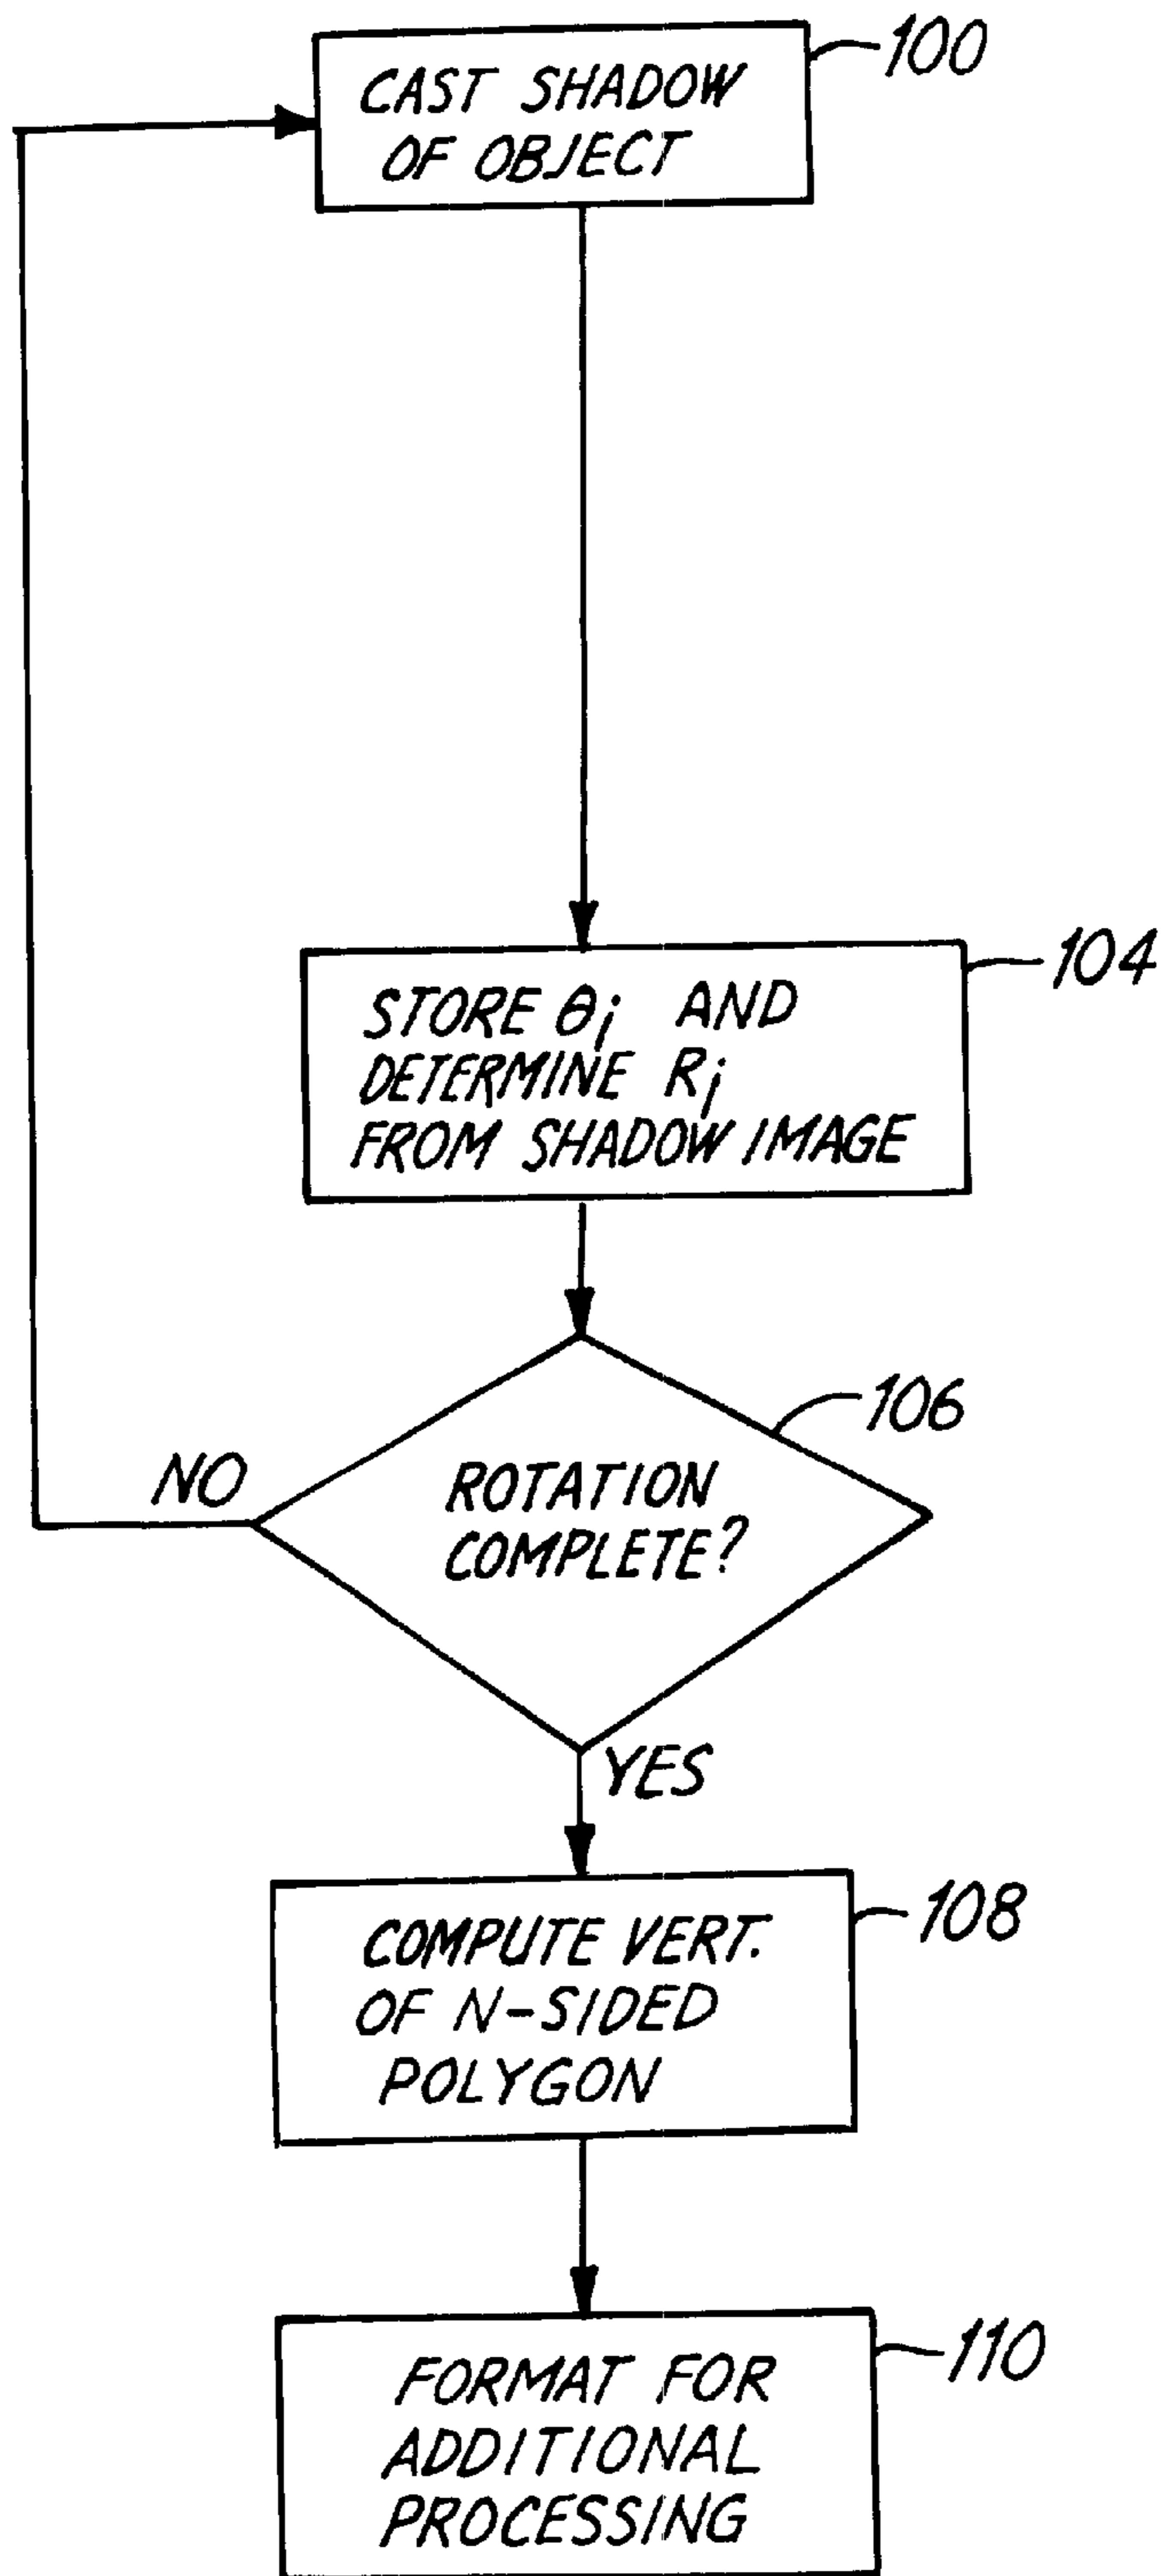 100
CAST SHADOW
OF OBJECT
104
STORE θi AND
DETERMINE Ri
FROM SHADOW IMAGE
106
NO
ROTATION
COMPLETE?
YES
108
COMPUTE VERT.
OF N-SIDED
POLYGON
110
FORMAT FOR
ADDITIONAL
PROCESSING